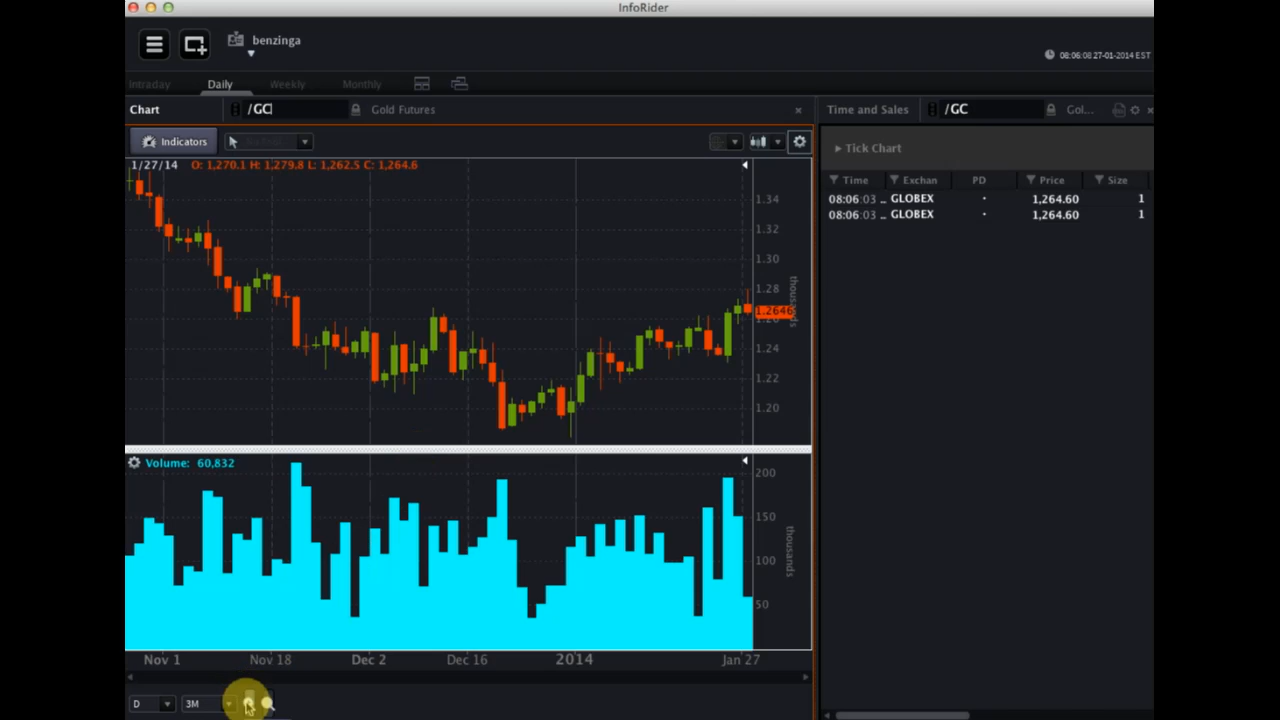 InfoRider
benzinga
08:06:08 27-01-2014 EST
Intraday Daily Weekly Monthly
Chart /GC Gold Futures
Time and Sales /GC Gol...
Indicators
Tick Chart
1/27/14 O: 1,270.1 H: 1,279.8 L: 1,262.5 C: 1,264.6
Time Exchan PD Price Size
08:06:03 .. GLOBEX · 1,264.60 1
08:06:03 .. GLOBEX · 1,264.60 1
1.34
1.32
1.30
1.28
1.2646
1.24
1.22
1.20
thousands
Volume: 60,832
200
150
100
50
thousands
Nov 1 Nov 18 Dec 2 Dec 16 2014 Jan 27
D 3M